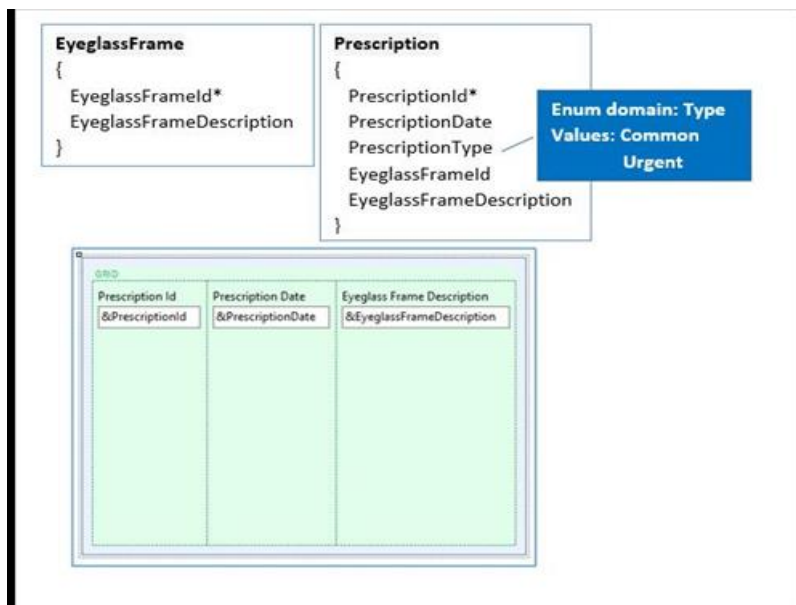 EyeglassFrame
{
EyeglassFrameId*
EyeglassFrameDescription
}
Prescription
{
PrescriptionId*
PrescriptionDate
PrescriptionType
EyeglassFrameId
EyeglassFrameDescription
}
Enum domain: Type
Values: Common
Urgent
GRID
Prescription Id
Prescription Date
Eyeglass Frame Description
&PrescriptionId
&PrescriptionDate
&EyeglassFrameDescription